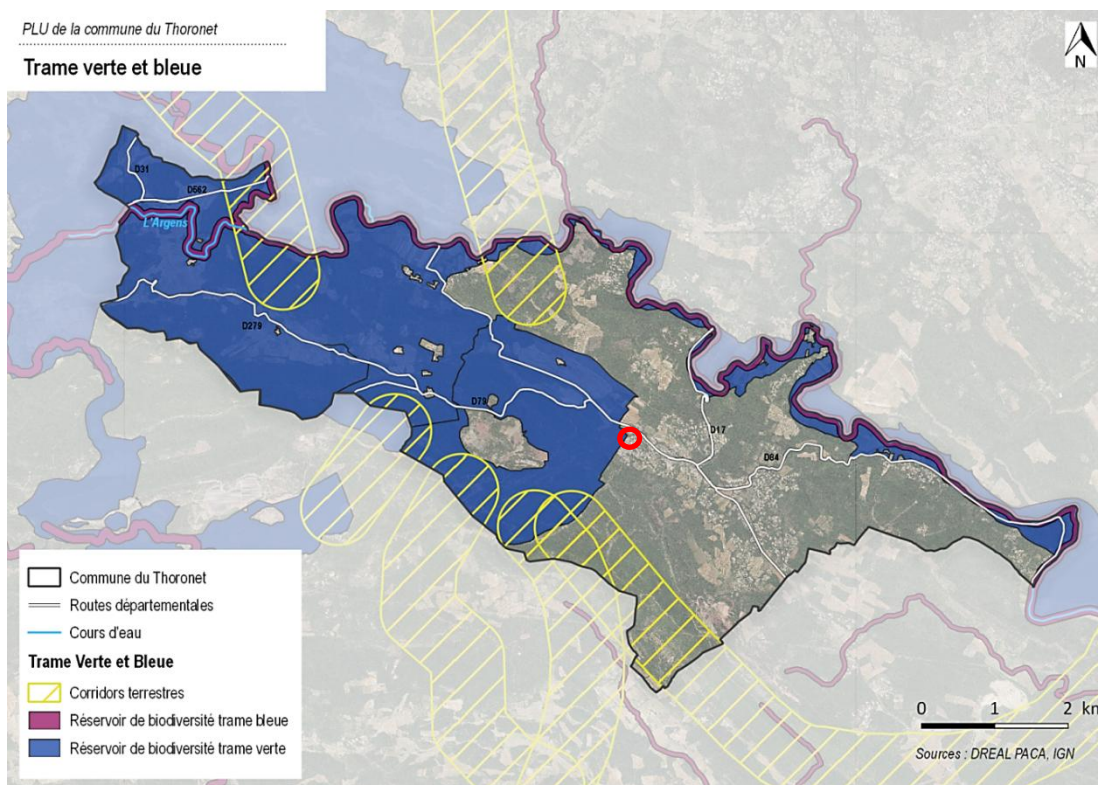 PLU de la commune du Thoronet
Trame verte et bleue
N
D31
D562
L'Argens
D279
D79
D17
D84
Commune du Thoronet
Routes départementales
Cours d'eau
Trame Verte et Bleue
Corridors terrestres
Réservoir de biodiversité trame bleue
Réservoir de biodiversité trame verte
0 1 2 km
Sources : DREAL PACA, IGN